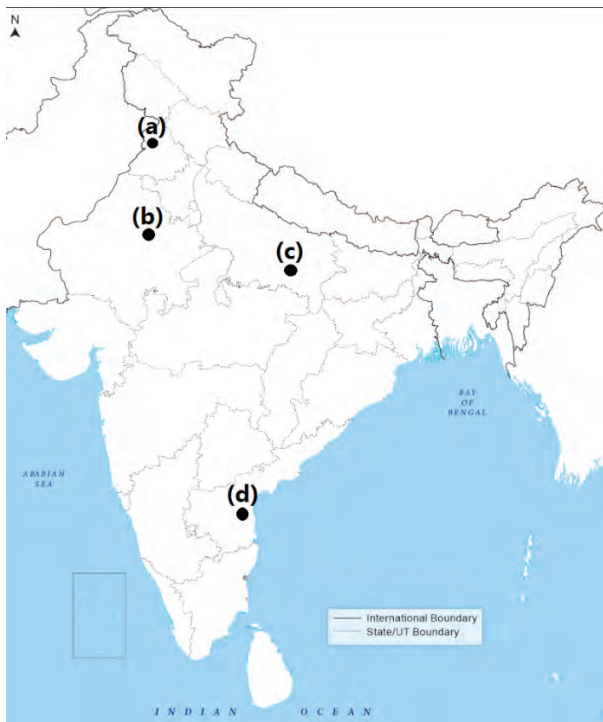 N
(a)
(b)
(c)
BAY
OF
BENGAL
ARABIAN
SEA
(d)
International Boundary
State/UT Boundary
INDIAN OCEAN